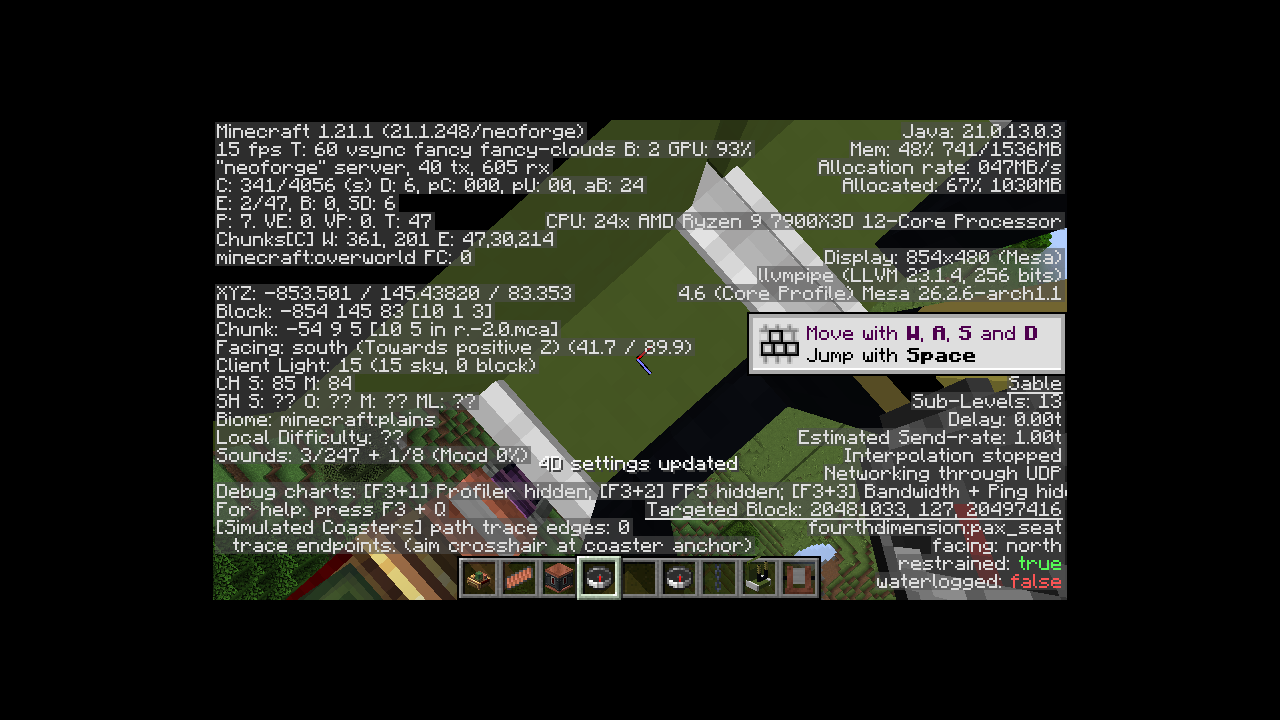 Minecraft 1.21.1 (21.1.248/neoforge)
15 fps T: 60 vsync fancy fancy-clouds B: 2 GPU: 93%
"neoforge" server, 40 tx, 605 rx
C: 341/4056 (s) D: 6, pC: 000, pU: 00, aB: 24
E: 2/47, B: 0, SD: 6
P: 7. VE: 0. VP: 0. T: 47
Chunks[C] W: 361, 201 E: 47,30,214
minecraft:overworld FC: 0
XYZ: -853.501 / 145.43820 / 83.353
Block: -854 145 83 [10 1 3]
Chunk: -54 9 5 [10 5 in r.-2.0.mca]
Facing: south (Towards positive Z) (41.7 / 89.9)
Client Light: 15 (15 sky, 0 block)
CH S: 85 M: 84
SH S: ?? O: ?? M: ?? ML: ??
Biome: minecraft:plains
Local Difficulty: ??
Sounds: 3/247 + 1/8 (Mood 0%)
Debug charts: [F3+1] Profiler hidden; [F3+2] FPS hidden; [F3+3] Bandwidth + Ping hid
For help: press F3 + Q
[Simulated Coasters] path trace edges: 0
trace endpoints: (aim crosshair at coaster anchor)
Java: 21.0.13.0.3
Mem: 48% 741/1536MB
Allocation rate: 047MB/s
Allocated: 67% 1030MB
CPU: 24x AMD Ryzen 9 7900X3D 12-Core Processor
Display: 854x480 (Mesa)
llvmpipe (LLVM 23.1.4, 256 bits)
4.6 (Core Profile) Mesa 26.2.6-arch1.1
Move with W, A, S and D
Jump with Space
Sable
Sub-Levels: 13
Delay: 0.00t
Estimated Send-rate: 1.00t
Interpolation stopped
Networking through UDP
Targeted Block: 20481033, 127, 20497416
fourthdimension:pax_seat
facing: north
restrained: true
waterlogged: false
4D settings updated